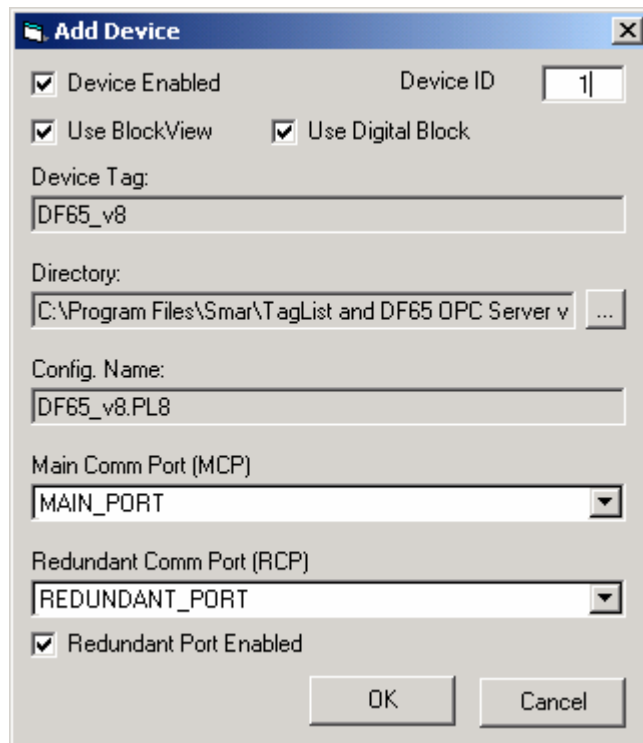 Add Device
Device Enabled Device ID 1
Use BlockView Use Digital Block
Device Tag:
DF65_v8
Directory:
C:\Program Files\Smar\TagList and DF65 OPC Server v ...
Config. Name:
DF65_v8.PL8
Main Comm Port (MCP)
MAIN_PORT
Redundant Comm Port (RCP)
REDUNDANT_PORT
Redundant Port Enabled
OK Cancel